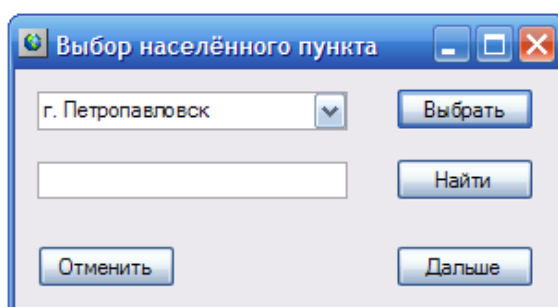 Выбор населённого пункта
г. Петропавловск
Выбрать
Найти
Отменить
Дальше